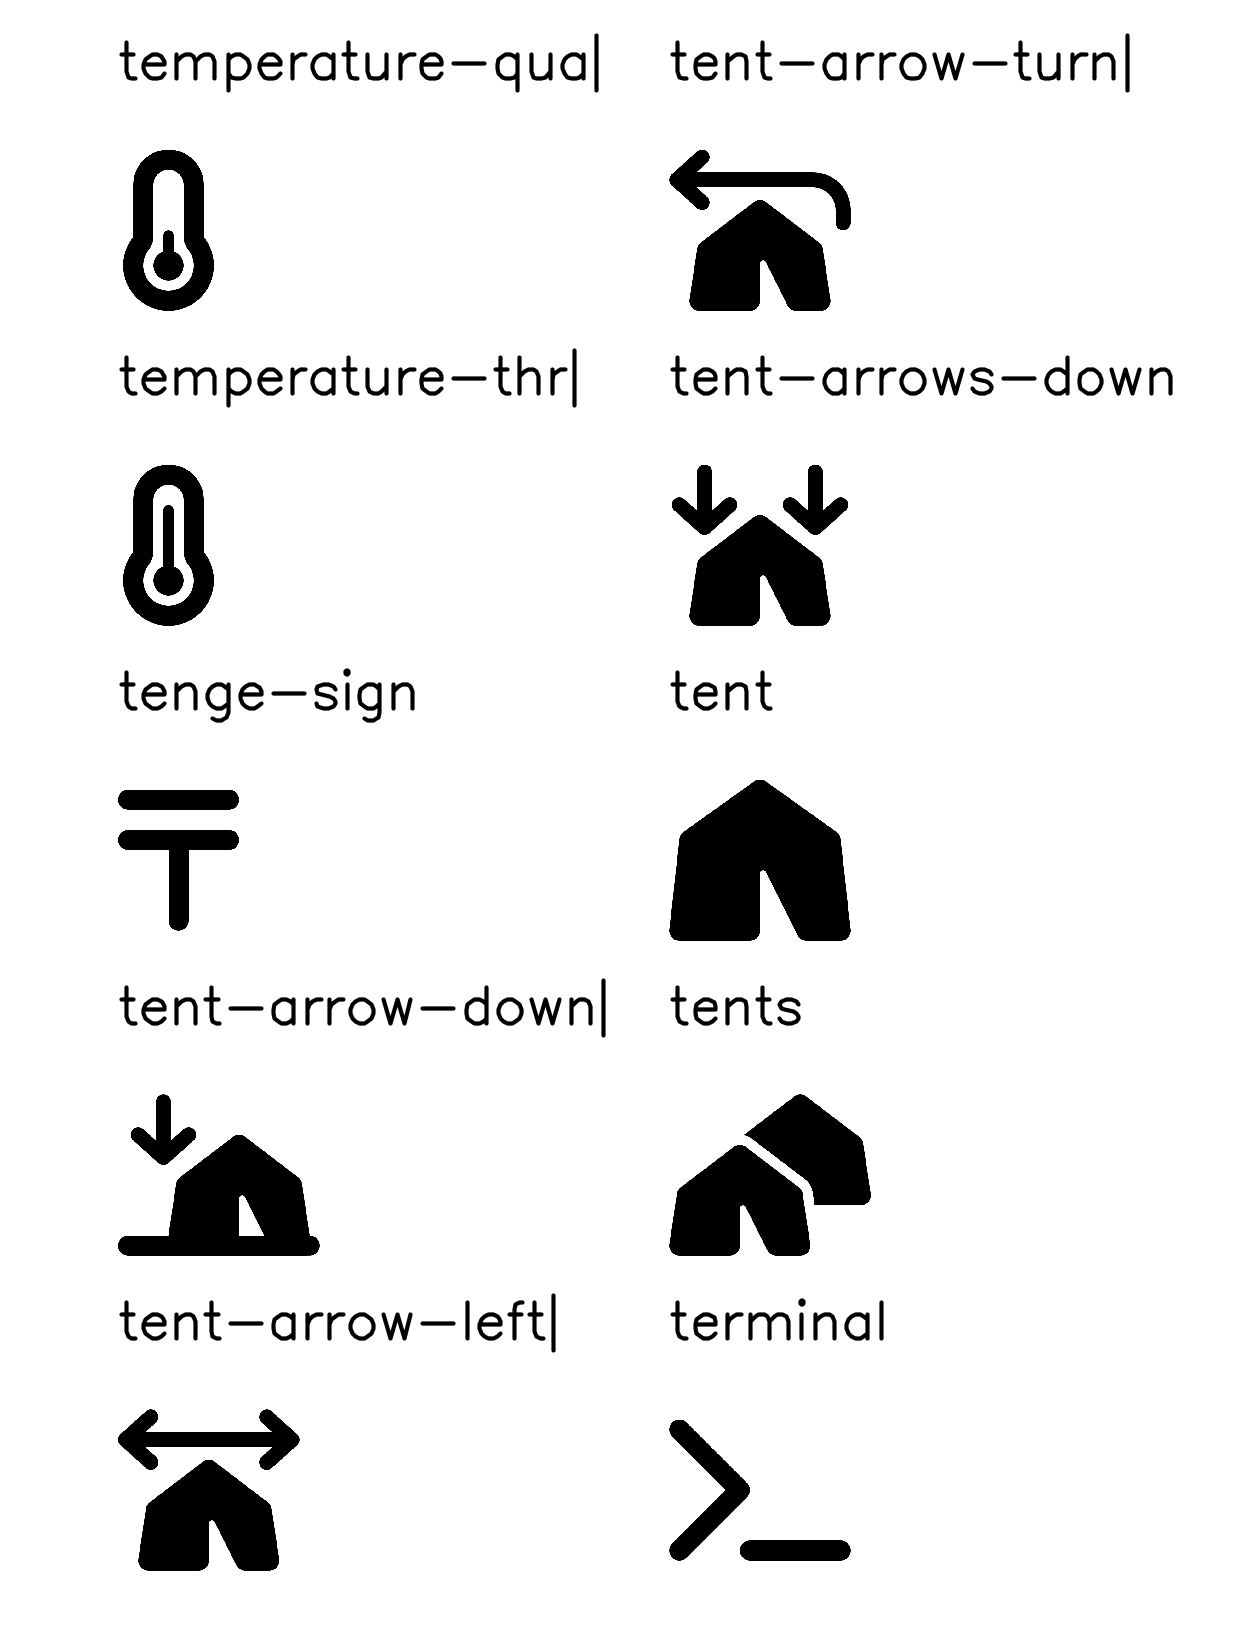 temperature-qua|
tent-arrow-turn|
temperature-thr|
tent-arrows-down
tenge-sign
tent
tent-arrow-down|
tents
tent-arrow-left|
terminal